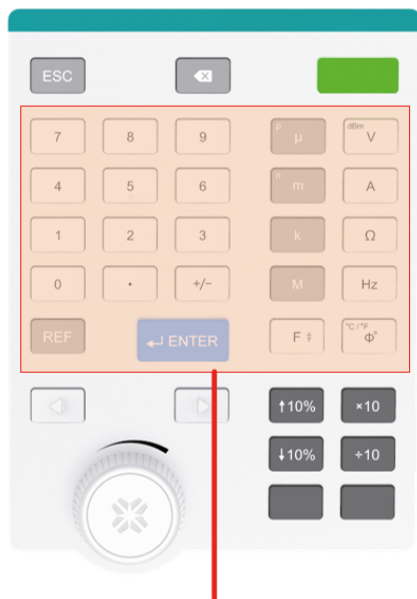 ESC
7 8 9 p µ dBm V
4 5 6 n m A
1 2 3 k Ω
0 . +/− M Hz
REF ↵ ENTER F ‡ °C / °F Φ°
↑10% ×10
↓10% ÷10